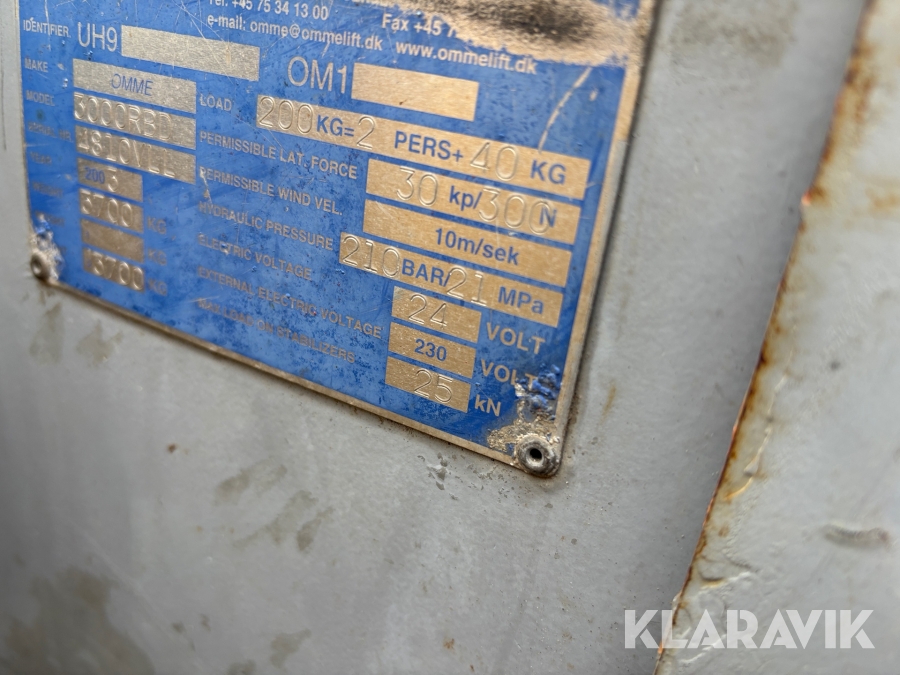 Tel. +45 75 34 13 00 Fax +45 7
e-mail: omme@ommelift.dk www.ommelift.dk
IDENTIFIER UH9 OM1
MAKE OMME
MODEL 3000RBD LOAD 200 KG= 2 PERS+ 40 KG
PERMISSIBLE LAT. FORCE 30 kp/300 N
YEAR 2003 PERMISSIBLE WIND VEL. 10m/sek
3700 KG HYDRAULIC PRESSURE 210 BAR/ 21 MPa
KG ELECTRIC VOLTAGE 24 VOLT
3700 KG EXTERNAL ELECTRIC VOLTAGE 230 VOLT
MAX LOAD ON STABILIZERS 25 kN
KLARAVIK